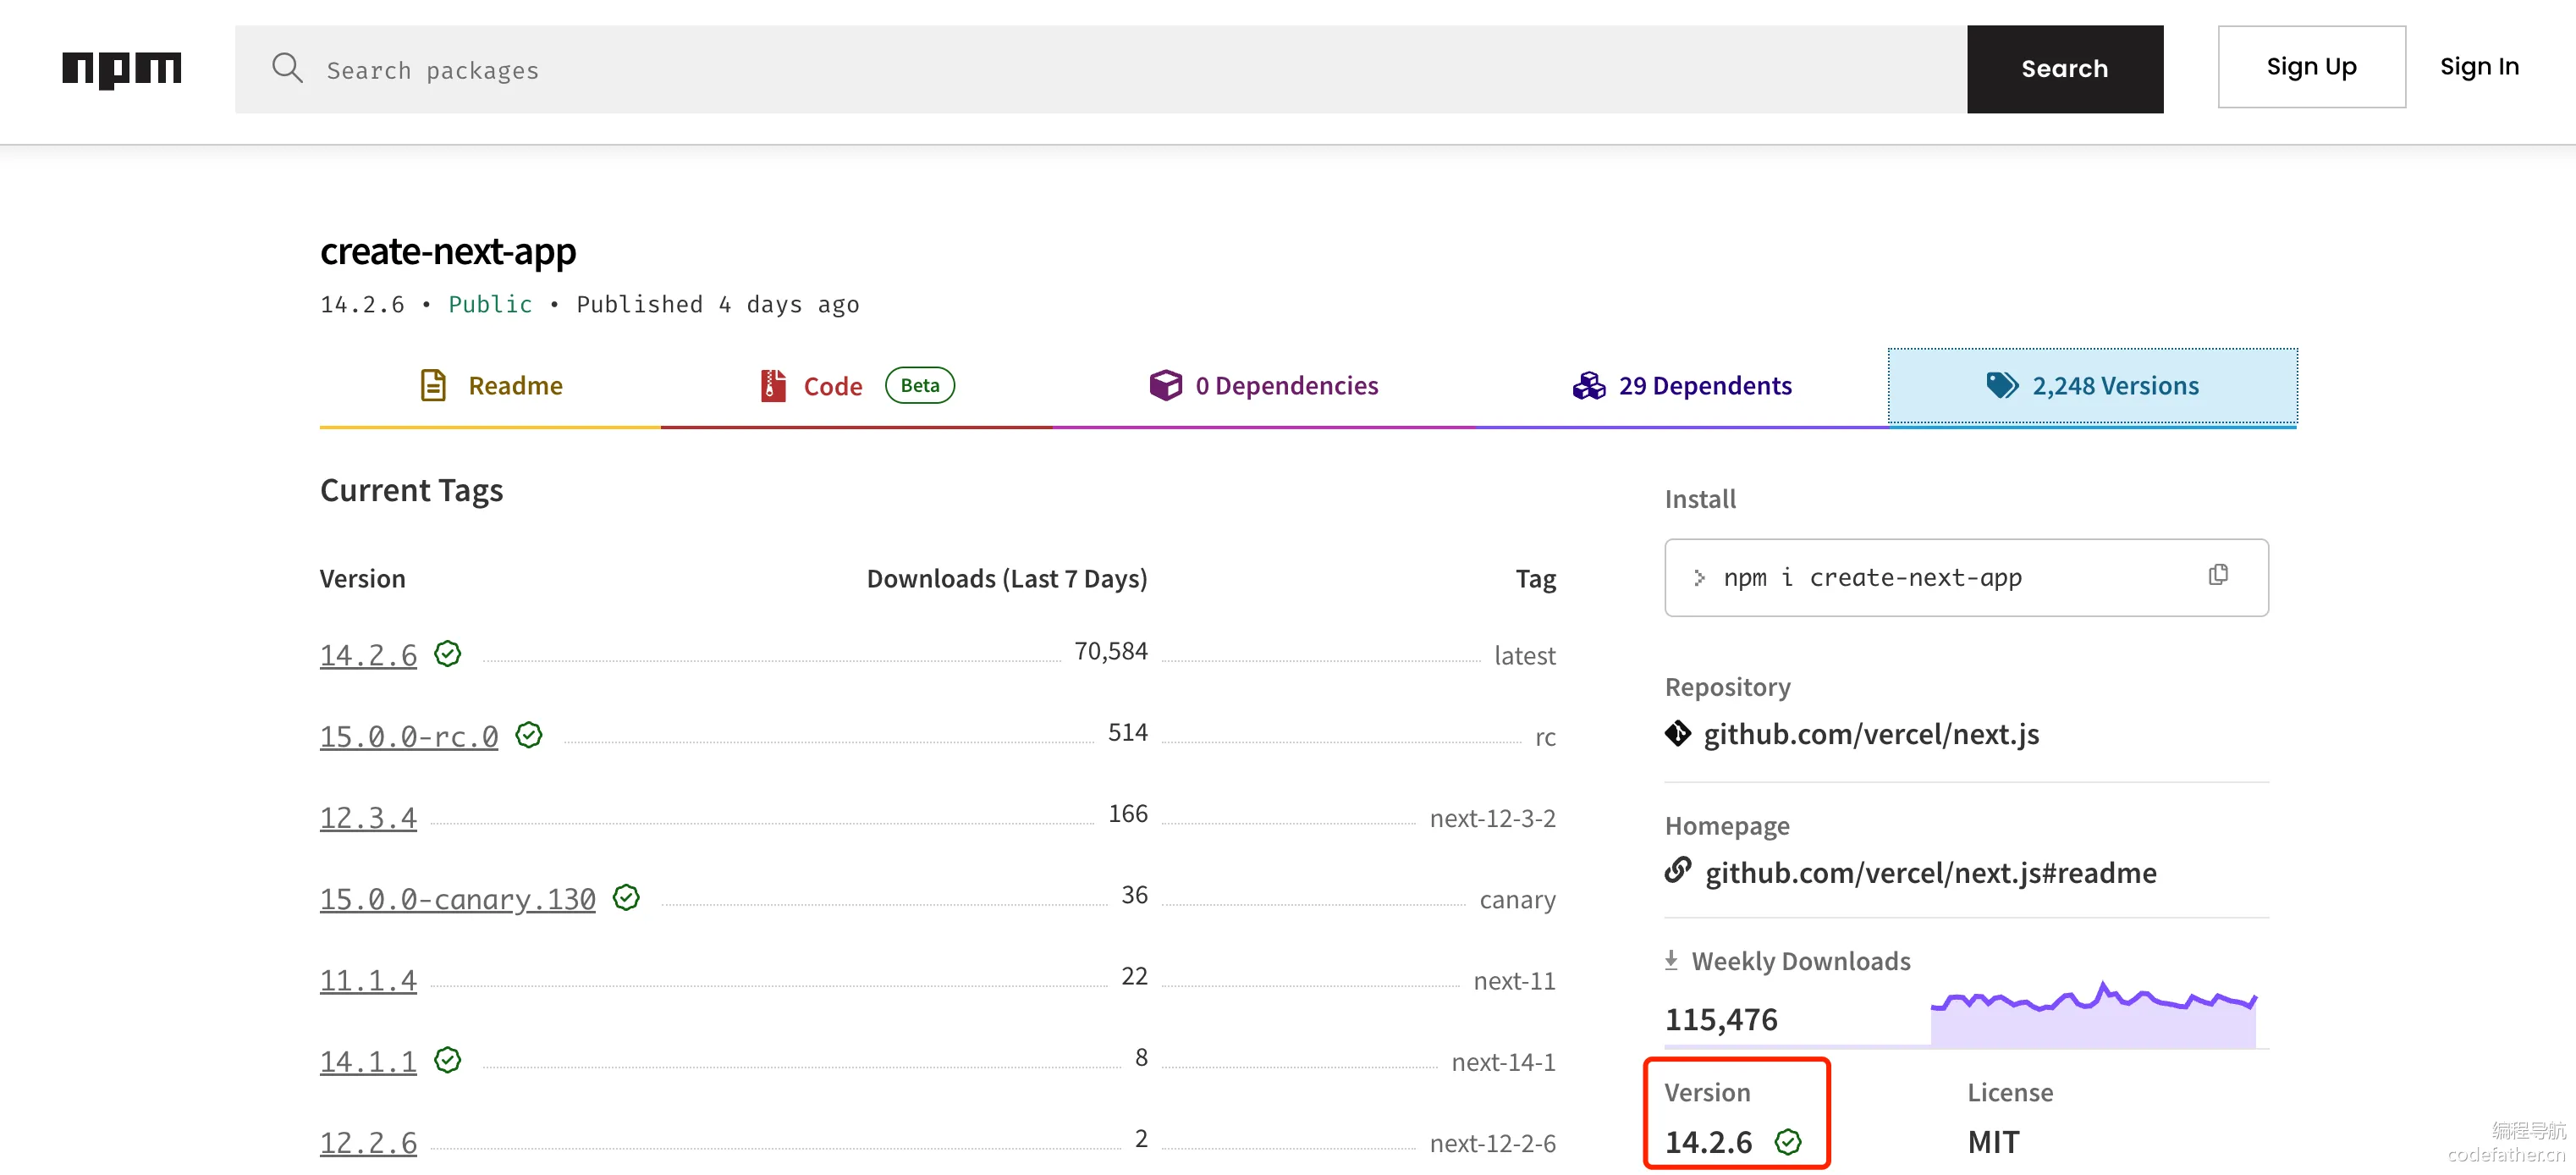 npm
Search packages
Search
Sign Up
Sign In
create-next-app
14.2.6 • Public • Published 4 days ago
Readme
Code Beta
0 Dependencies
29 Dependents
2,248 Versions
Current Tags
Version Downloads (Last 7 Days) Tag
14.2.6 70,584 latest
15.0.0-rc.0 514 rc
12.3.4 166 next-12-3-2
15.0.0-canary.130 36 canary
11.1.4 22 next-11
14.1.1 8 next-14-1
12.2.6 2 next-12-2-6
Install
> npm i create-next-app
Repository
github.com/vercel/next.js
Homepage
github.com/vercel/next.js#readme
Weekly Downloads
115,476
Version License
14.2.6 MIT
编程导航
codefather.cn